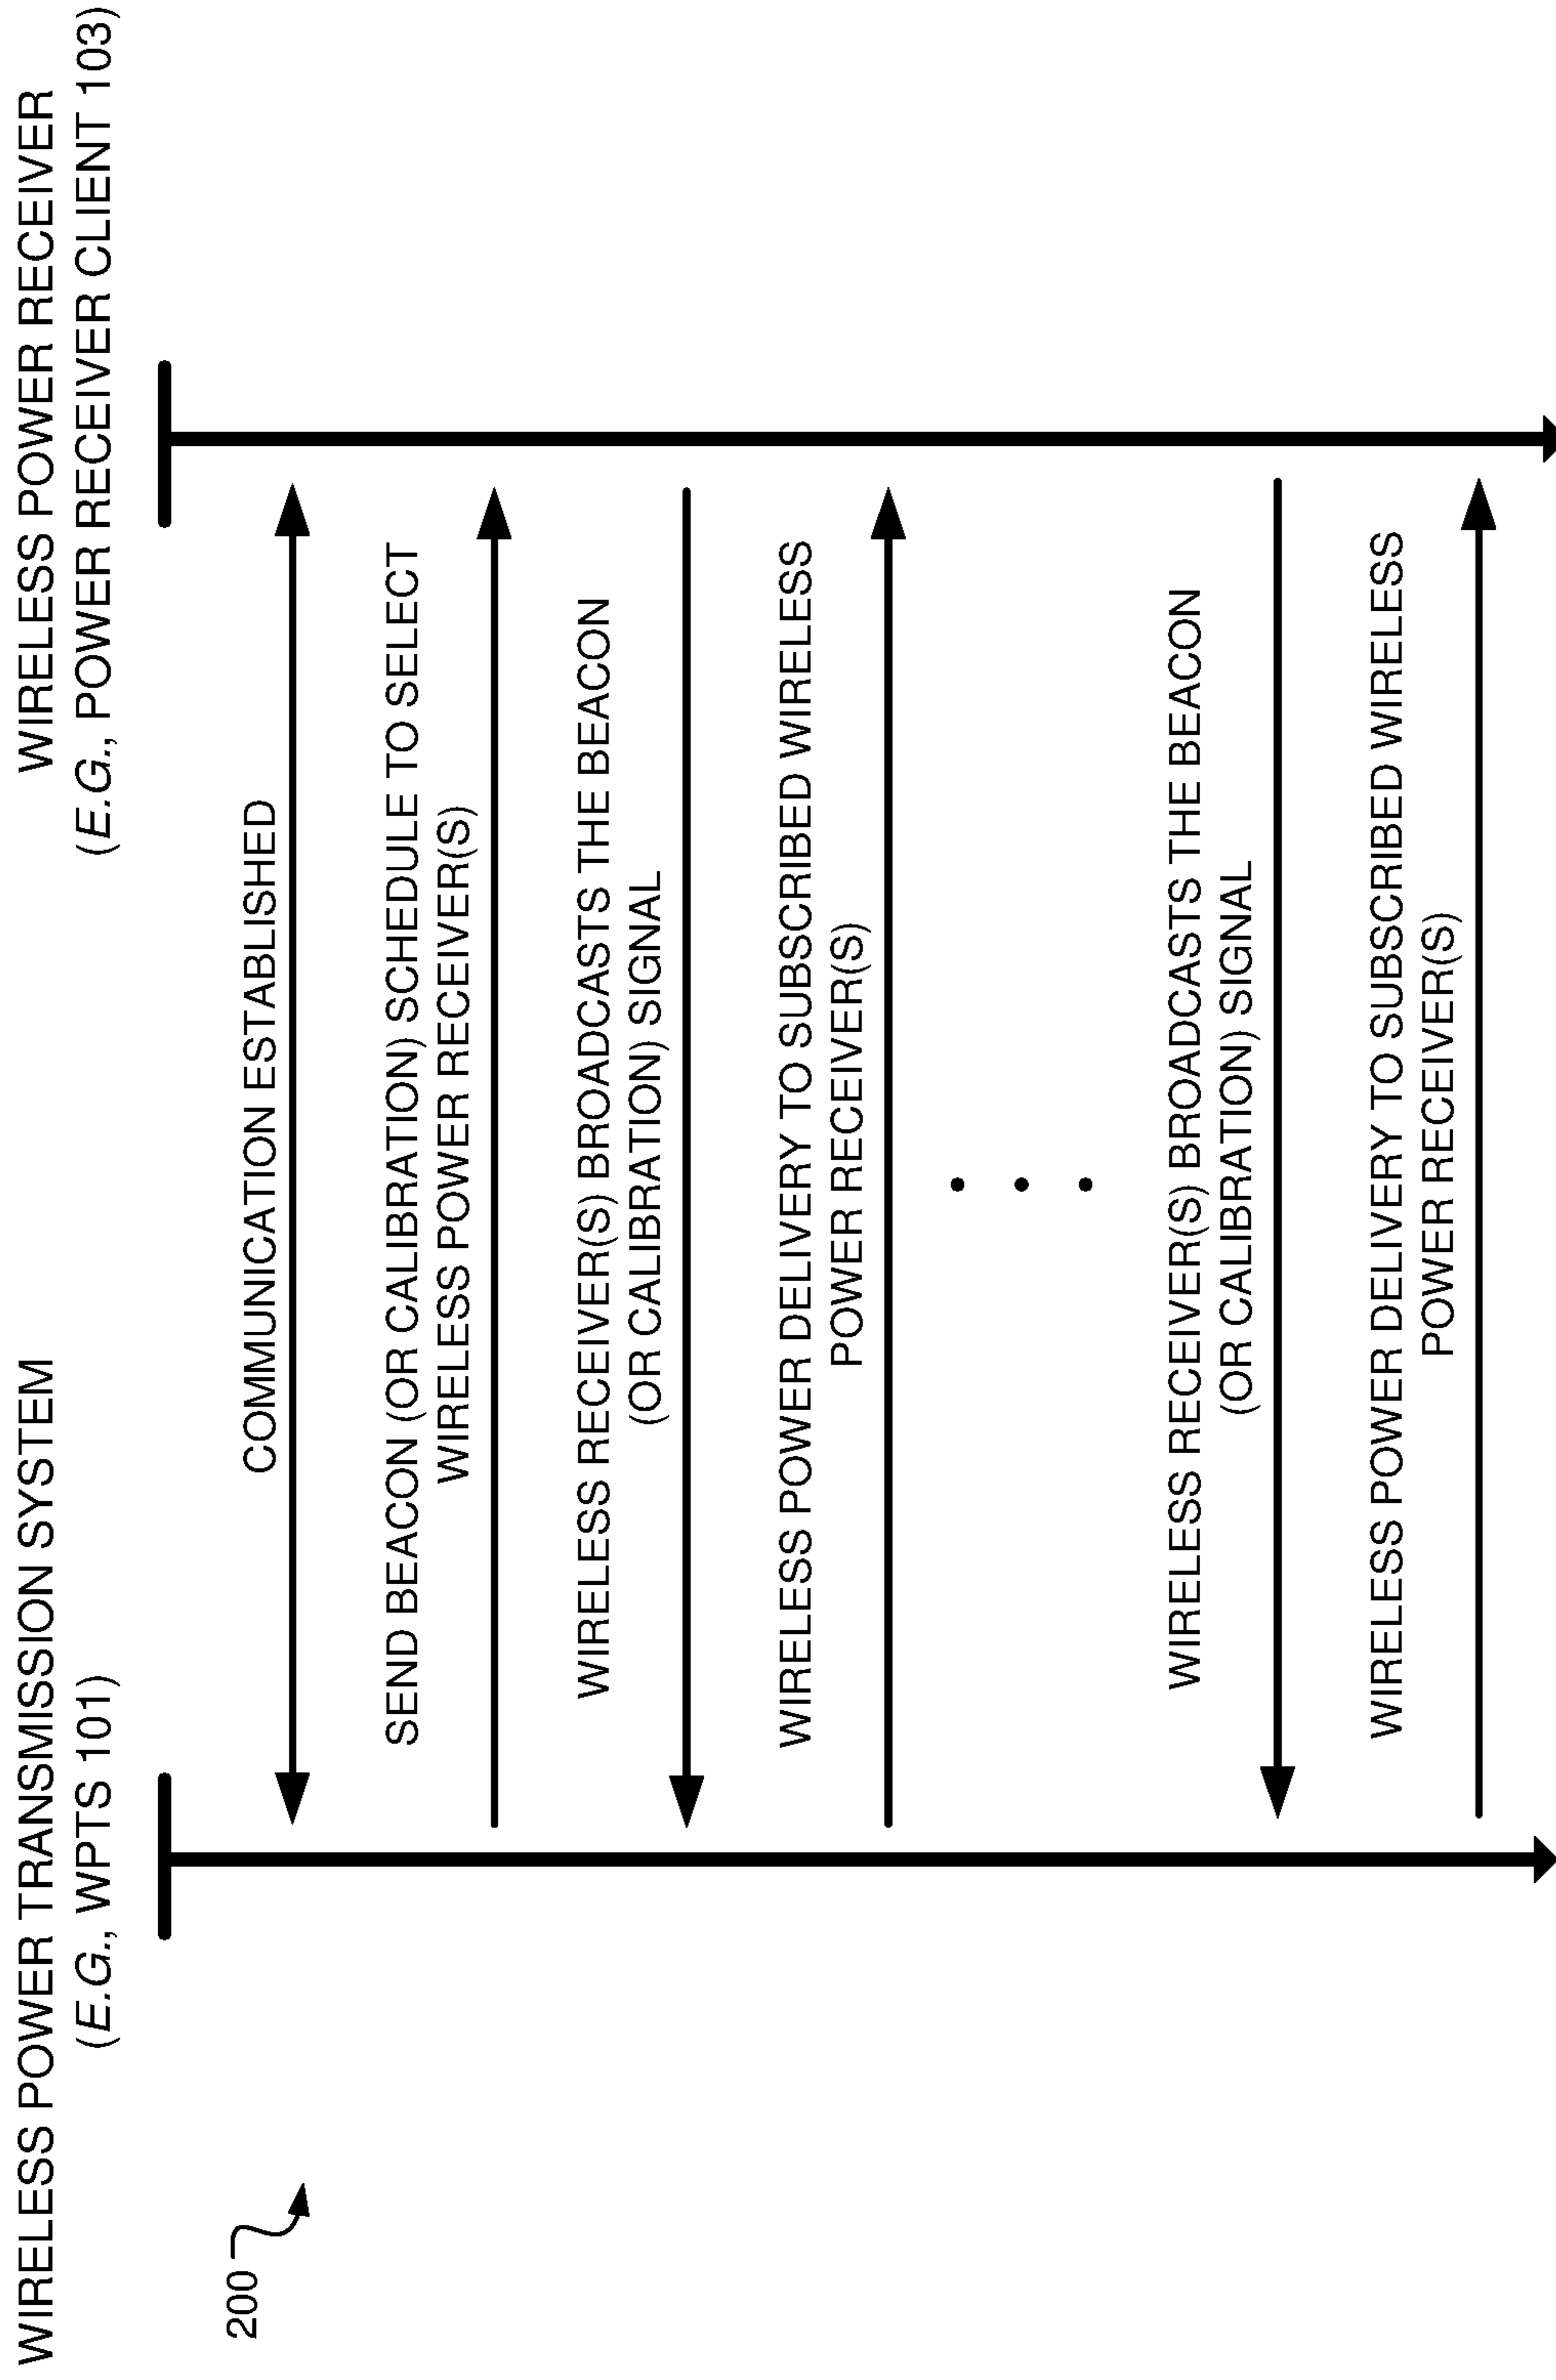 WIRELESS POWER TRANSMISSION SYSTEM
(E.G., WPTS 101)
WIRELESS POWER RECEIVER
(E.G., POWER RECEIVER CLIENT 103)
200
COMMUNICATION ESTABLISHED
SEND BEACON (OR CALIBRATION) SCHEDULE TO SELECT
WIRELESS POWER RECEIVER(S)
WIRELESS RECEIVER(S) BROADCASTS THE BEACON
(OR CALIBRATION) SIGNAL
WIRELESS POWER DELIVERY TO SUBSCRIBED WIRELESS
POWER RECEIVER(S)
WIRELESS RECEIVER(S) BROADCASTS THE BEACON
(OR CALIBRATION) SIGNAL
WIRELESS POWER DELIVERY TO SUBSCRIBED WIRELESS
POWER RECEIVER(S)